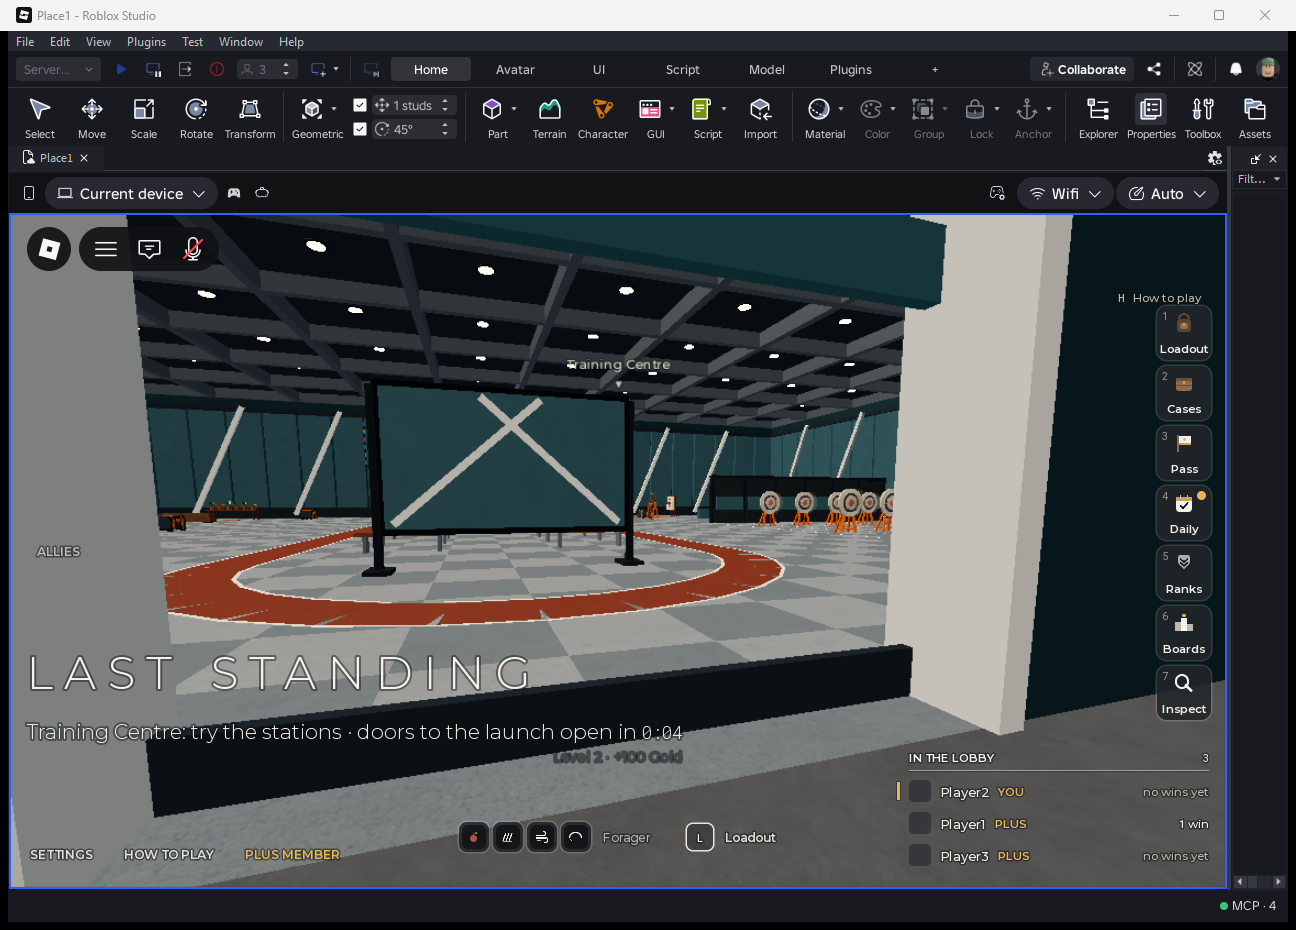 Place1 - Roblox Studio
File Edit View Plugins Test Window Help
Server... 3 Home Avatar UI Script Model Plugins + Collaborate
1 studs
45°
Select Move Scale Rotate Transform Geometric Part Terrain Character GUI Script Import Material Color Group Lock Anchor Explorer Properties Toolbox Assets
Place1
Filt...
Current device Wifi Auto
H How to play
1
Loadout
2
Cases
3
Pass
4
Daily
5
Ranks
6
Boards
7
Inspect
Training Centre
ALLIES
LAST STANDING
Training Centre: try the stations · doors to the launch open in 0:04
Level 2 · +100 Gold
IN THE LOBBY 3
Player2 YOU no wins yet
Player1 PLUS 1 win
Player3 PLUS no wins yet
Forager L Loadout
SETTINGS HOW TO PLAY PLUS MEMBER
MCP · 4